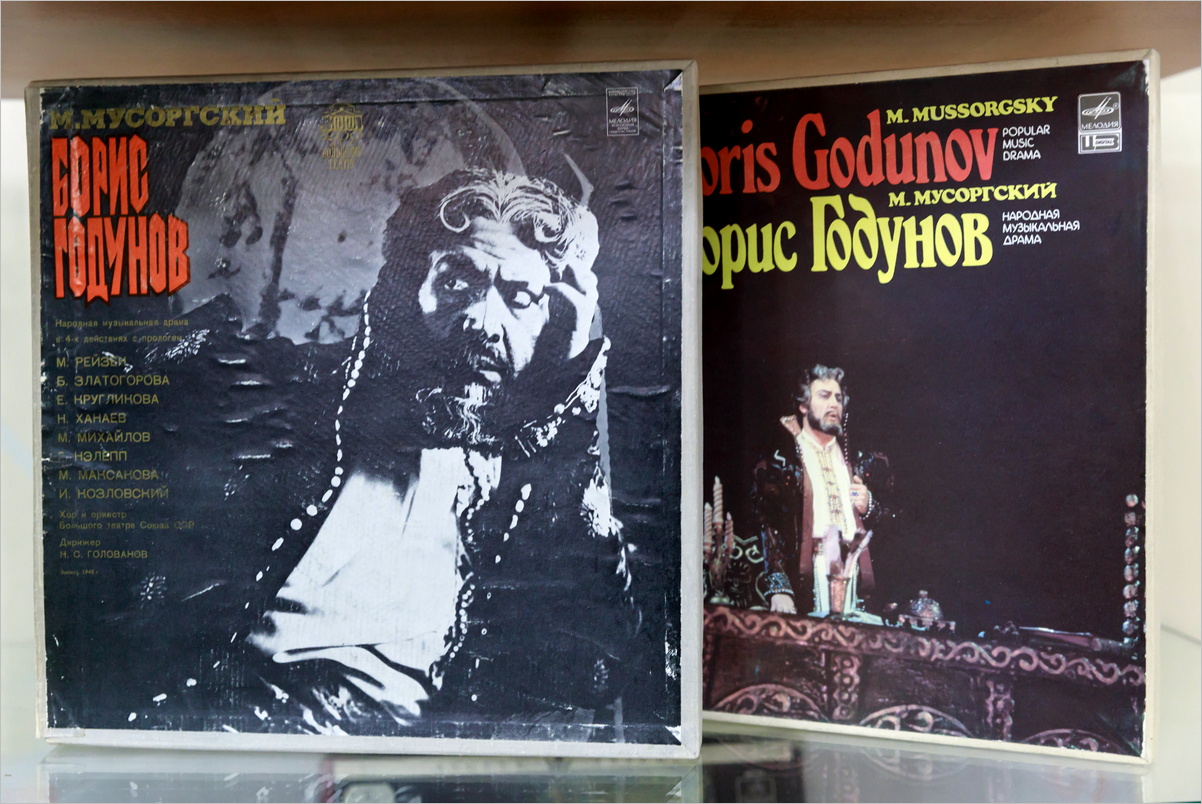 М.МУСОРГСКИЙ
БОРИС
ГОДУНОВ
Народная музыкальная драма
в 4-х действиях с прологом
М. РЕЙЗЕН
Б. ЗЛАТОГОРОВА
Е. КРУГЛИКОВА
Н. ХАНАЕВ
М. МИХАЙЛОВ
Г. НЭЛЕПП
М. МАКСАКОВА
И. КОЗЛОВСКИЙ
Хор и оркестр
Большого театра Союза ССР
Дирижер
Н. С. ГОЛОВАНОВ
МЕЛОДИЯ
M. MUSSORGSKY
oris Godunov
POPULAR
MUSIC
DRAMA
М. МУСОРГСКИЙ
орис Годунов
НАРОДНАЯ
МУЗЫКАЛЬНАЯ
ДРАМА
МЕЛОДИЯ
DIGITAL